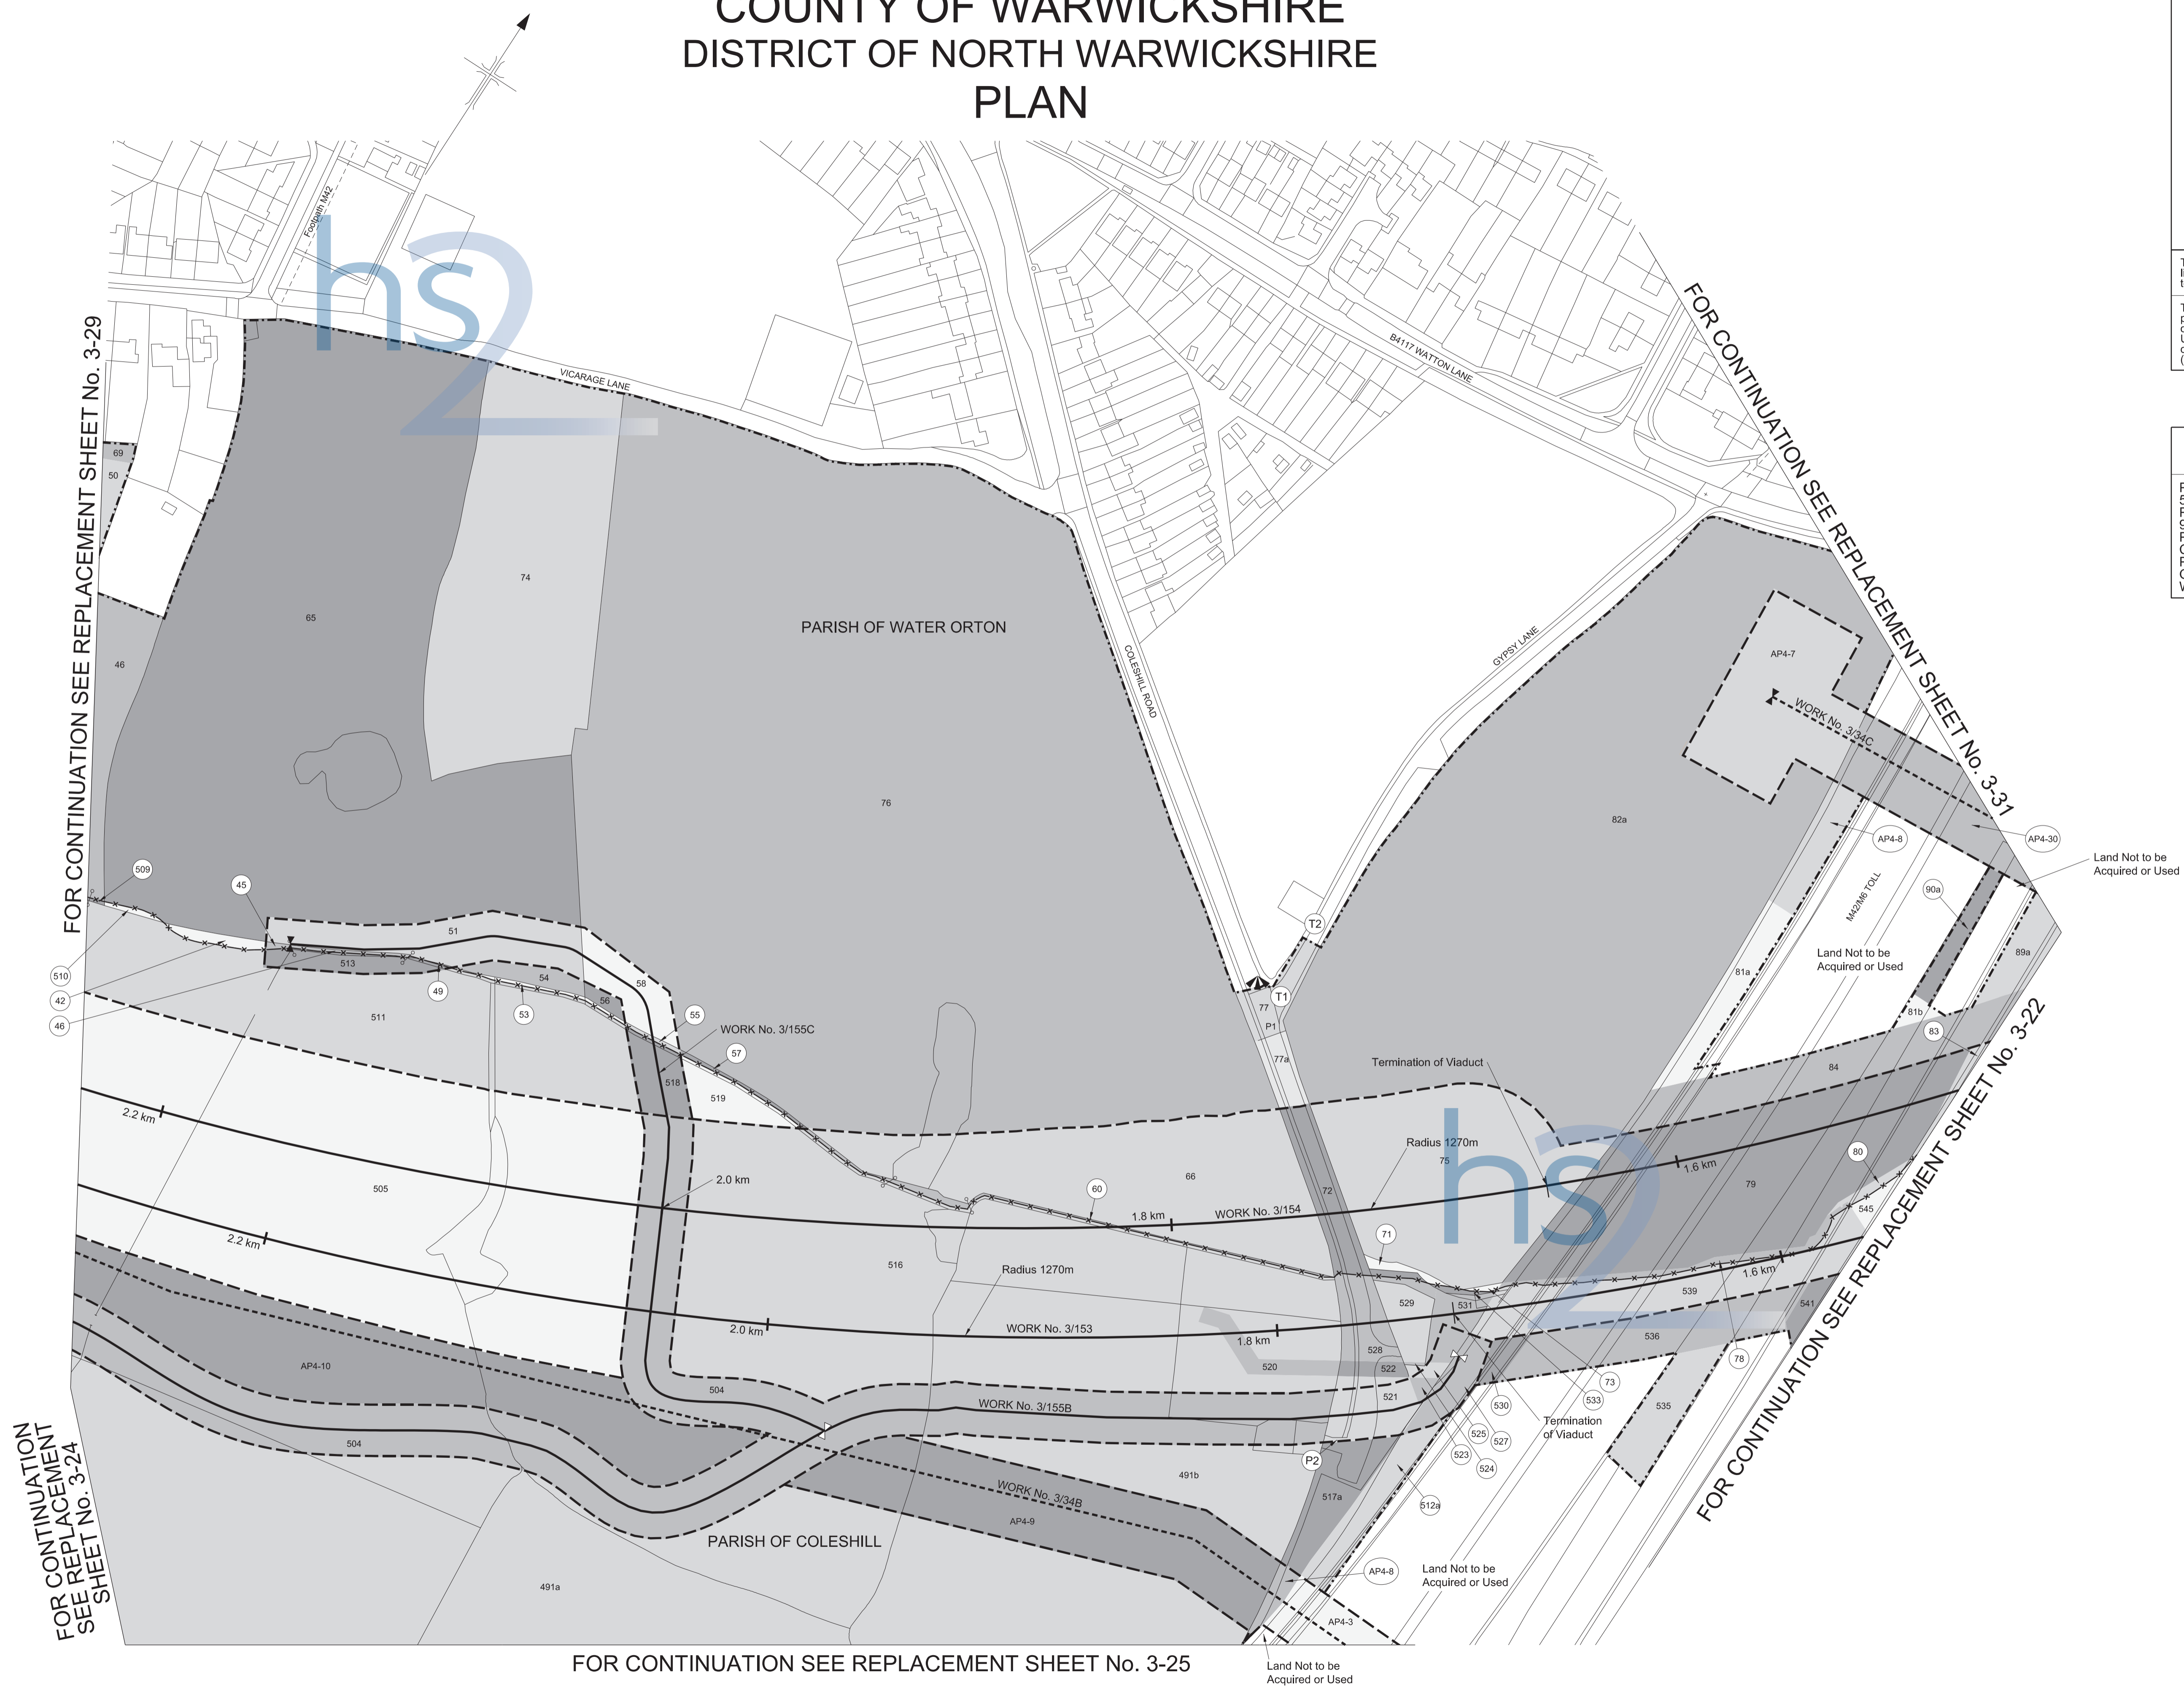 COUNTY OF WARWICKSHIRE
DISTRICT OF NORTH WARWICKSHIRE
PLAN
Footpath M42
hs2
VICARAGE LANE
B4117 WATTON LANE
FOR CONTINUATION SEE REPLACEMENT SHEET No. 3-29
FOR CONTINUATION SEE REPLACEMENT SHEET No. 3-31
69
50
74
65
PARISH OF WATER ORTON
46
COLESHILL ROAD
GYPSY LANE
AP4-7
WORK No. 3/34C
76
82a
AP4-8
AP4-30
Land Not to be
Acquired or Used
509
45
90a
M42/M6 TOLL
T2
51
510
513
54
49
58
42
53
56
46
511
55
WORK No. 3/155C
57
T1
77
P1
77a
81a
Land Not to be
Acquired or Used
89a
81b
83
Termination of Viaduct
84
518
519
2.2 km
Radius 1270m
75
hs2
1.6 km
80
79
545
505
2.0 km
66
60
72
1.8 km
WORK No. 3/154
71
2.2 km
516
Radius 1270m
1.6 km
539
541
529
531
2.0 km
WORK No. 3/153
1.8 km
536
528
520
522
78
AP4-10
504
521
73
533
530
535
WORK No. 3/155B
Termination
of Viaduct
525
527
523
524
504
P2
491b
WORK No. 3/34B
517a
512a
AP4-9
PARISH OF COLESHILL
491a
AP4-8
Land Not to be
Acquired or Used
AP4-3
FOR CONTINUATION SEE REPLACEMENT SHEET No. 3-22
FOR CONTINUATION
SEE REPLACEMENT
SHEET No. 3-24
FOR CONTINUATION SEE REPLACEMENT SHEET No. 3-25
Land Not to be
Acquired or Used